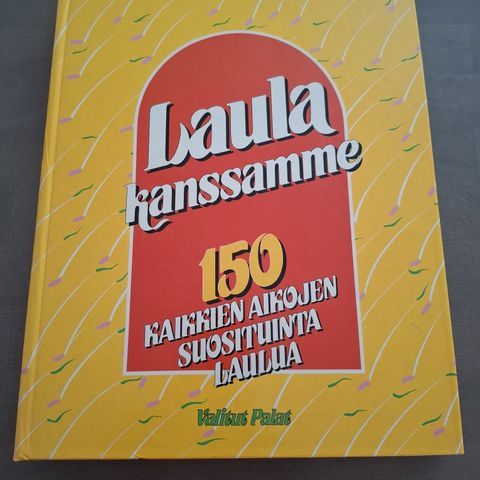 Laula
kanssamme
150
KAIKKIEN AIKOJEN
SUOSITUINTA
LAULUA
Valitut Palat